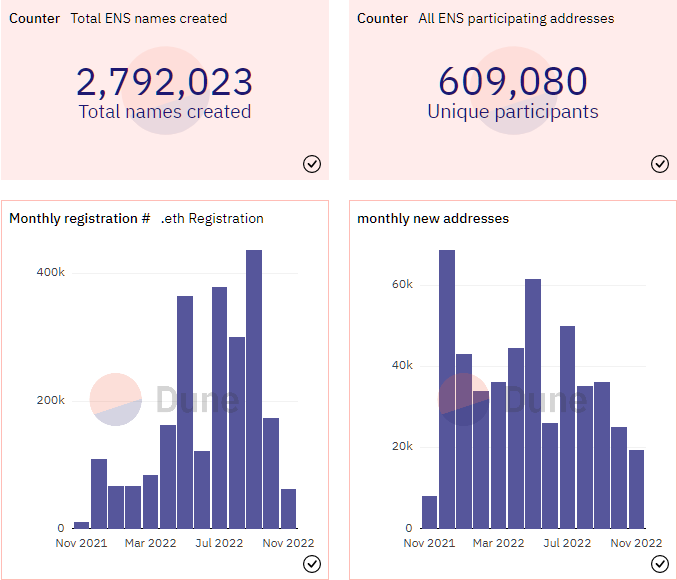 Counter Total ENS names created
2,792,023
Total names created
Counter All ENS participating addresses
609,080
Unique participants
Monthly registration # .eth Registration
400k
200k
0
Nov 2021 Mar 2022 Jul 2022 Nov 2022
Dune
monthly new addresses
60k
40k
20k
0
Nov 2021 Mar 2022 Jul 2022 Nov 2022
Dune